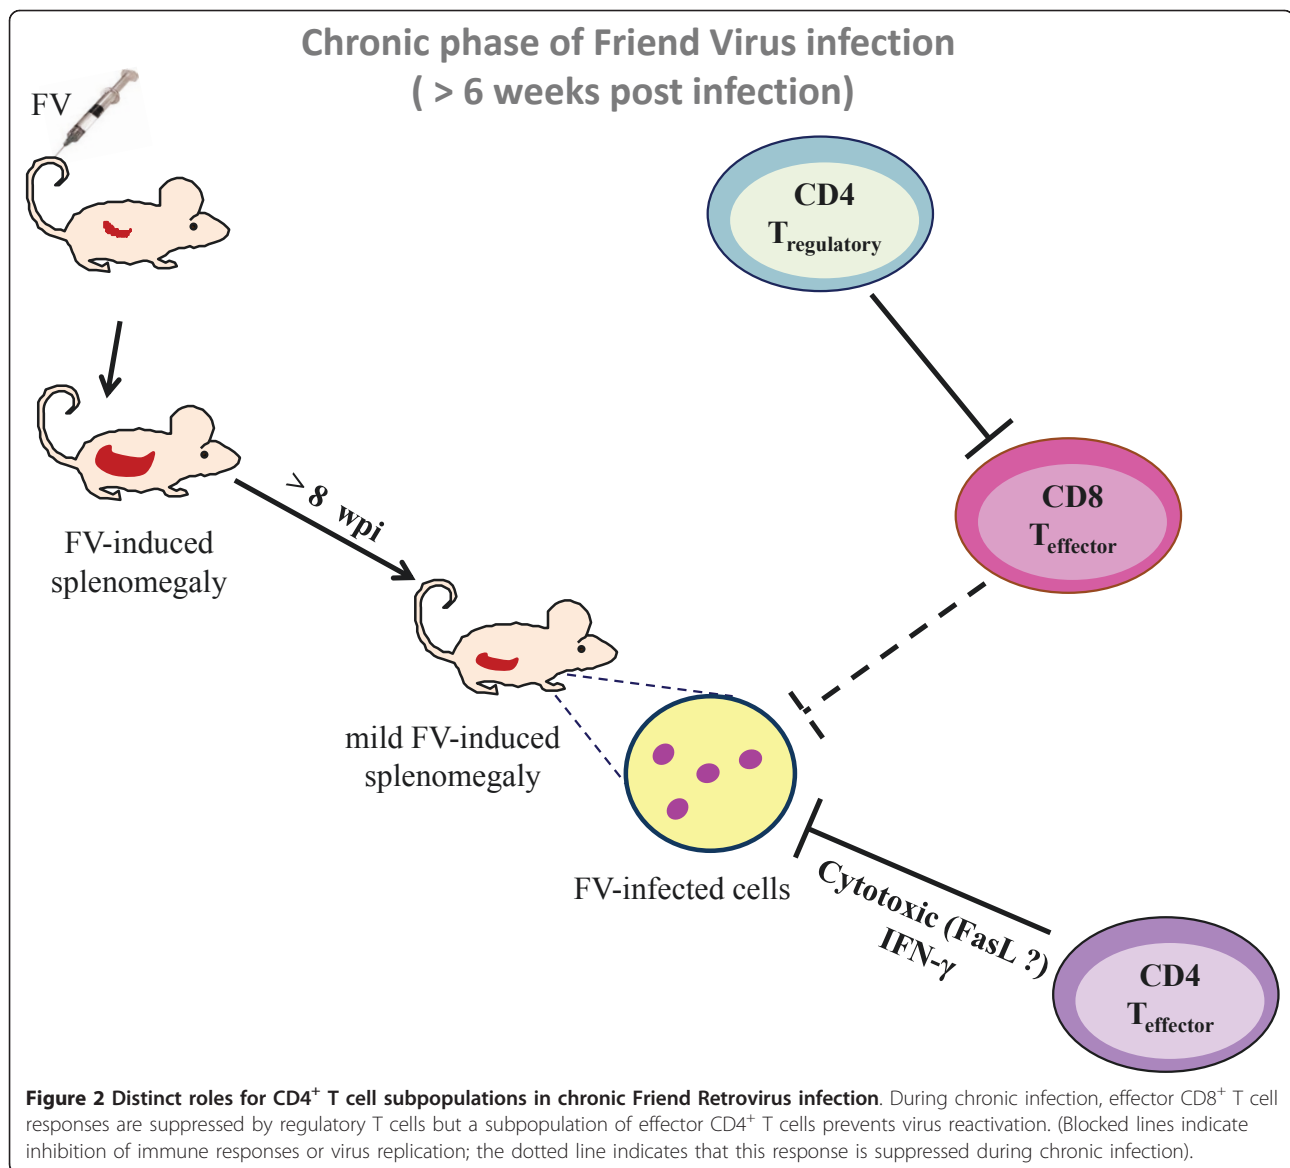 Chronic phase of Friend Virus infection
( > 6 weeks post infection)
FV
CD4
Tregulatory
CD8
Teffector
FV-induced
splenomegaly
> 8 wpi
mild FV-induced
splenomegaly
FV-infected cells
Cytotoxic (FasL ?)
IFN-γ
CD4
Teffector
Figure 2 Distinct roles for CD4+ T cell subpopulations in chronic Friend Retrovirus infection. During chronic infection, effector CD8+ T cell
responses are suppressed by regulatory T cells but a subpopulation of effector CD4+ T cells prevents virus reactivation. (Blocked lines indicate
inhibition of immune responses or virus replication; the dotted line indicates that this response is suppressed during chronic infection).